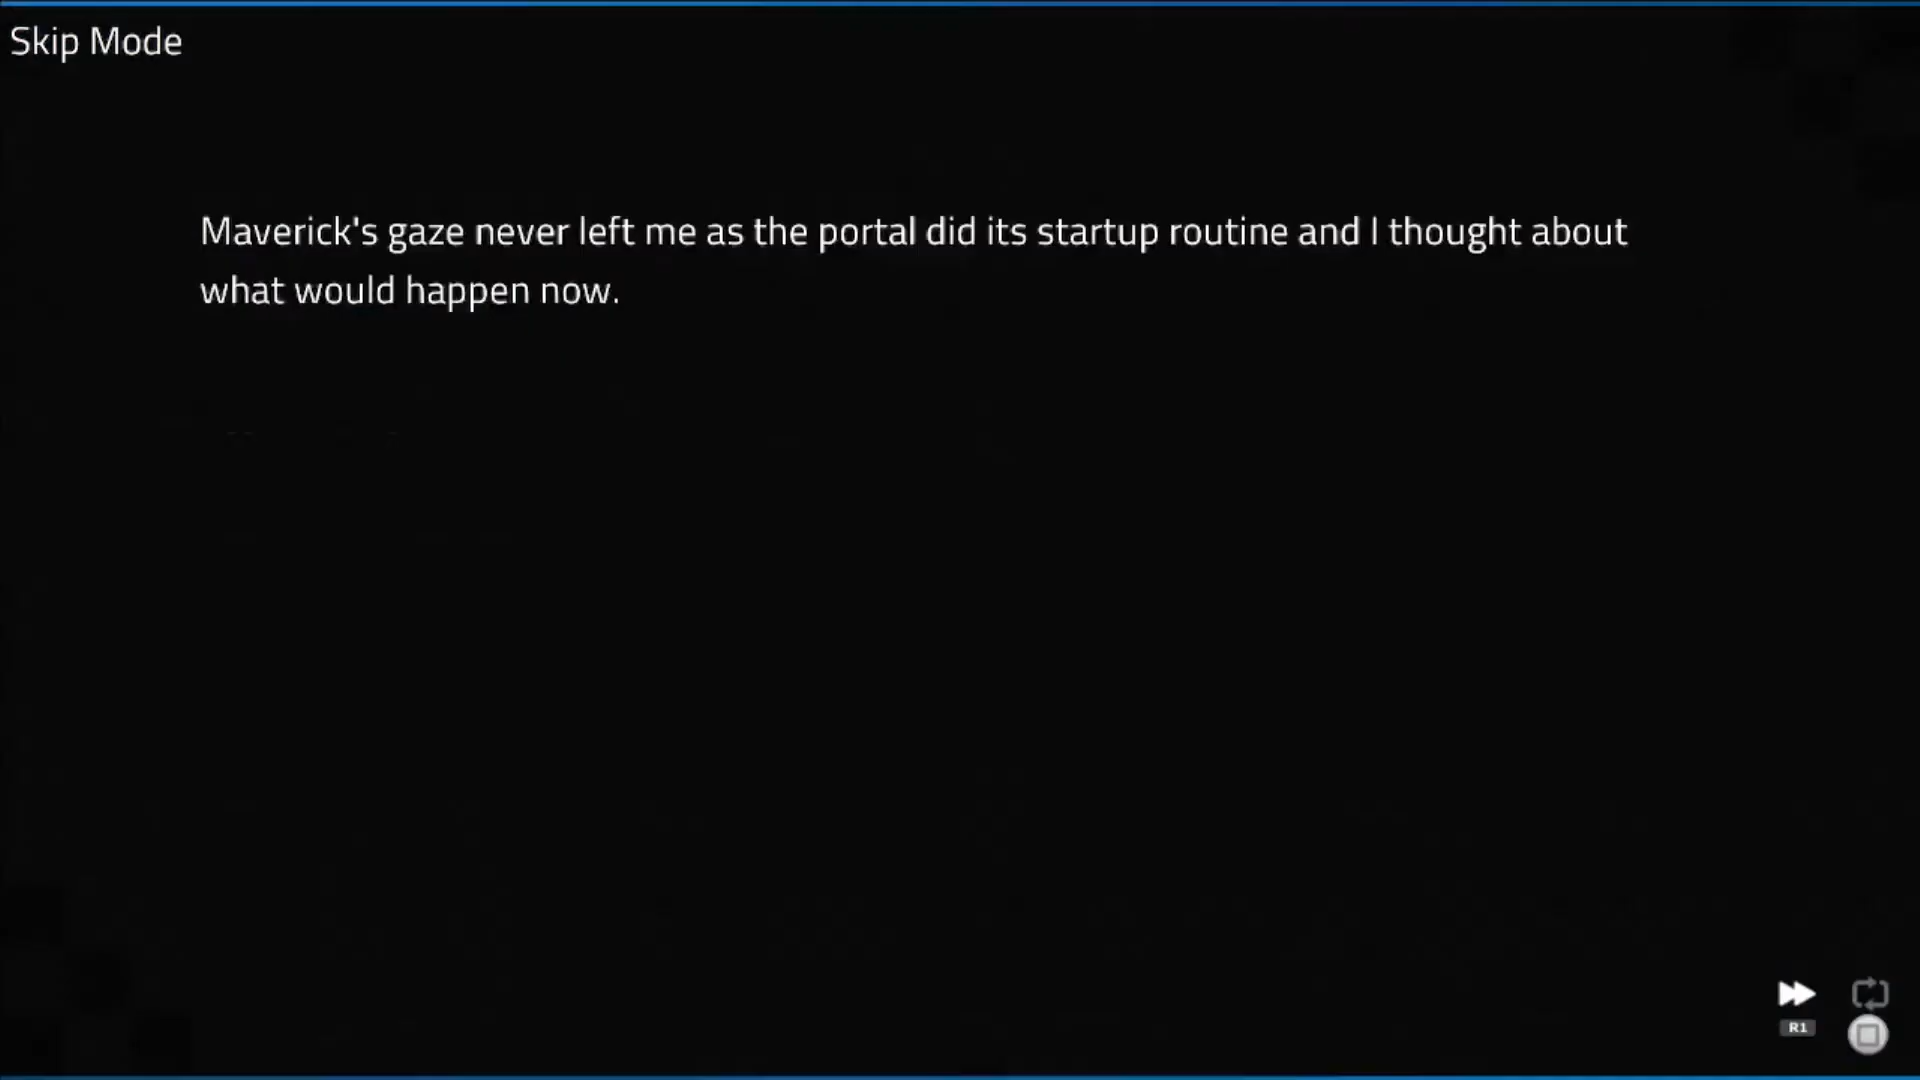 Skip Mode
Maverick's gaze never left me as the portal did its startup routine and I thought about
what would happen now.
R1